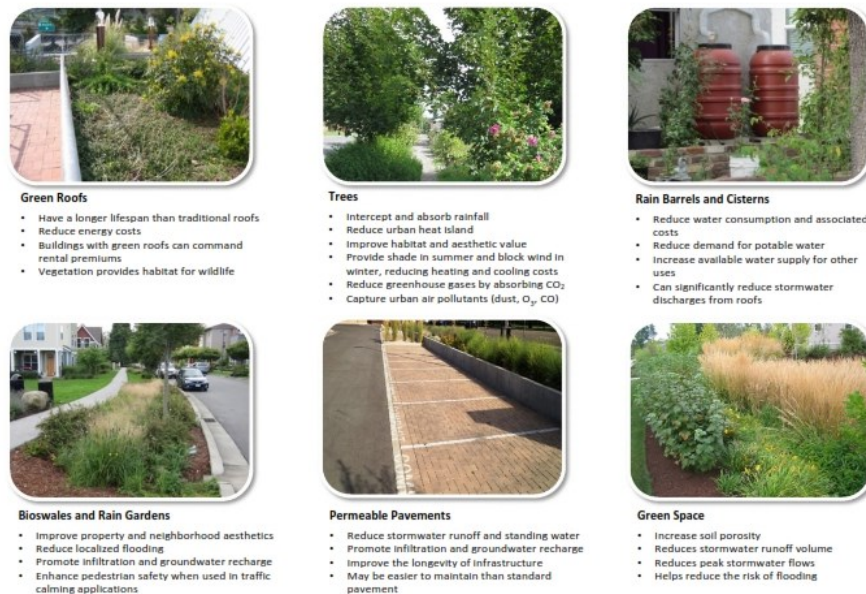 Green Roofs
• Have a longer lifespan than traditional roofs
• Reduce energy costs
• Buildings with green roofs can command
rental premiums
• Vegetation provides habitat for wildlife
Trees
• Intercept and absorb rainfall
• Reduce urban heat island
• Improve habitat and aesthetic value
• Provide shade in summer and block wind in
winter, reducing heating and cooling costs
• Reduce greenhouse gases by absorbing CO₂
• Capture urban air pollutants (dust, O₃, CO)
Rain Barrels and Cisterns
• Reduce water consumption and associated
costs
• Reduce demand for potable water
• Increase available water supply for other
uses
• Can significantly reduce stormwater
discharges from roofs
Bioswales and Rain Gardens
• Improve property and neighborhood aesthetics
• Reduce localized flooding
• Promote infiltration and groundwater recharge
• Enhance pedestrian safety when used in traffic
calming applications
Permeable Pavements
• Reduce stormwater runoff and standing water
• Promote infiltration and groundwater recharge
• Improve the longevity of infrastructure
• May be easier to maintain than standard
pavement
Green Space
• Increase soil porosity
• Reduces stormwater runoff volume
• Reduces peak stormwater flows
• Helps reduce the risk of flooding